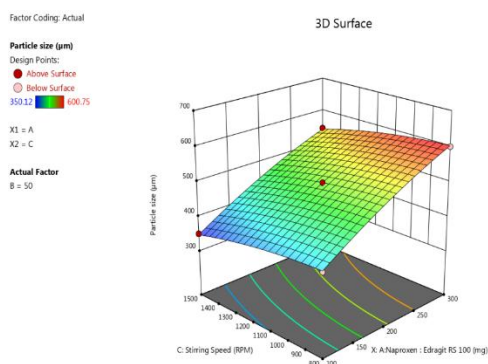 Factor Coding: Actual
3D Surface
Particle size (µm)
Design Points:
Above Surface
Below Surface
350.12 600.75
X1 = A
X2 = C
Actual Factor
B = 50
700
600
500
400
300
Particle size (µm)
1500
1400
1300
1200
1100
1000
900
800
100
150
200
250
300
C: Stirring Speed (RPM)
A:Naproxen : Edragit RS 100 (mg)